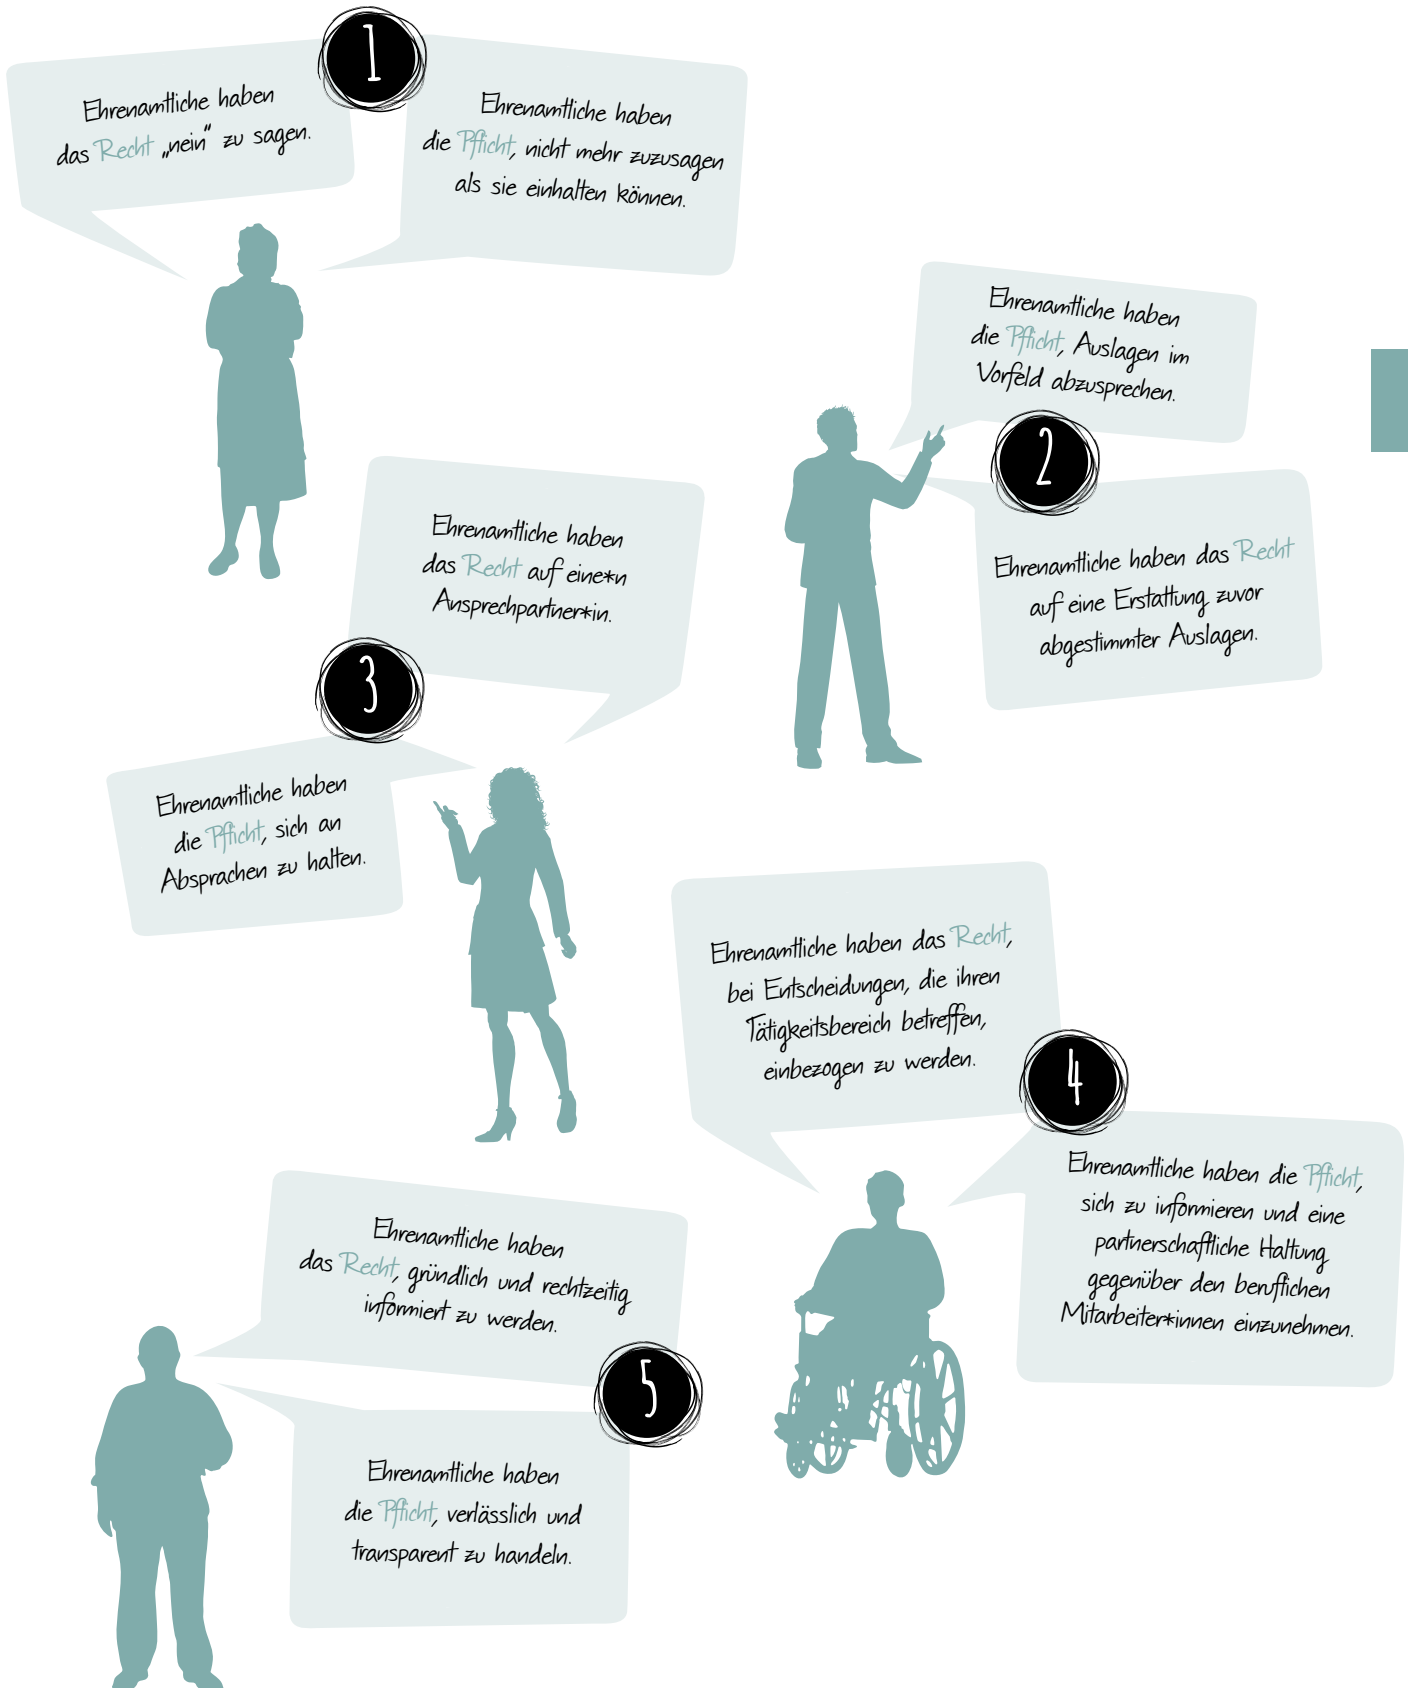 1
Ehrenamtliche haben
das Recht „nein“ zu sagen.
Ehrenamtliche haben
die Pflicht, nicht mehr zuzusagen
als sie einhalten können.
Ehrenamtliche haben
die Pflicht, Auslagen im
Vorfeld abzusprechen.
2
Ehrenamtliche haben das Recht
auf eine Erstattung zuvor
abgestimmter Auslagen.
Ehrenamtliche haben
das Recht auf eine*n
Ansprechpartner*in.
3
Ehrenamtliche haben
die Pflicht, sich an
Absprachen zu halten.
Ehrenamtliche haben das Recht,
bei Entscheidungen, die ihren
Tätigkeitsbereich betreffen,
einbezogen zu werden.
4
Ehrenamtliche haben die Pflicht,
sich zu informieren und eine
partnerschaftliche Haltung
gegenüber den beruflichen
Mitarbeiter*innen einzunehmen.
Ehrenamtliche haben
das Recht, gründlich und rechtzeitig
informiert zu werden.
5
Ehrenamtliche haben
die Pflicht, verlässlich und
transparent zu handeln.